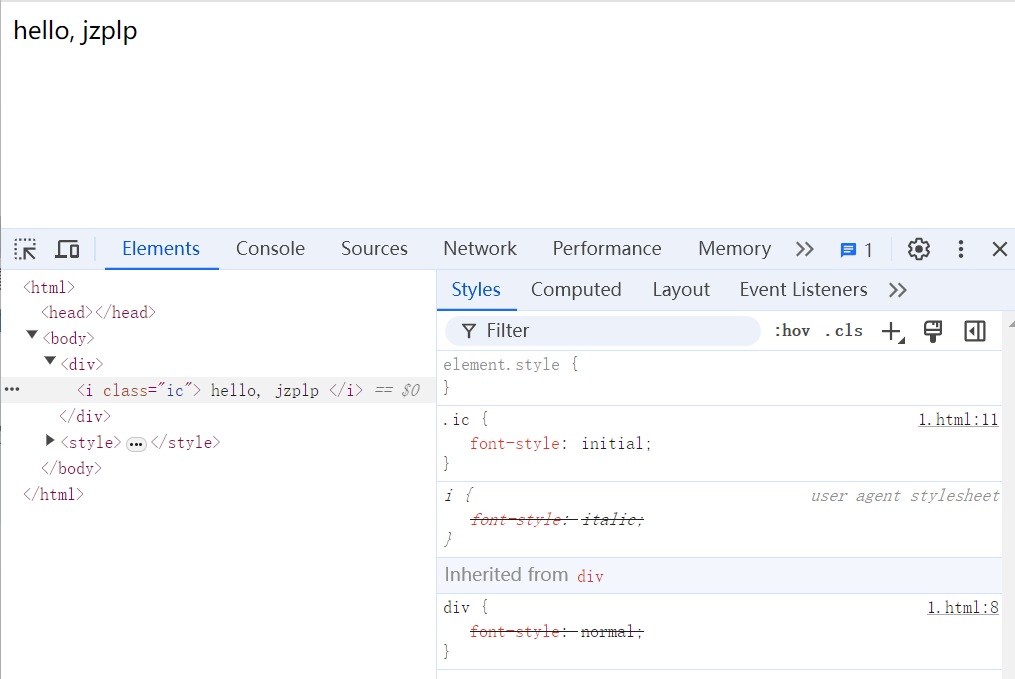 hello, jzplp
Elements Console Sources Network Performance Memory 1
<html>
<head></head>
<body>
<div>
<i class="ic"> hello, jzplp </i> == $0
</div>
<style> … </style>
</body>
</html>
Styles Computed Layout Event Listeners
Filter :hov .cls
element.style {
}
.ic { 1.html:11
font-style: initial;
}
i { user agent stylesheet
font-style: italic;
}
Inherited from div
div { 1.html:8
font-style: normal;
}